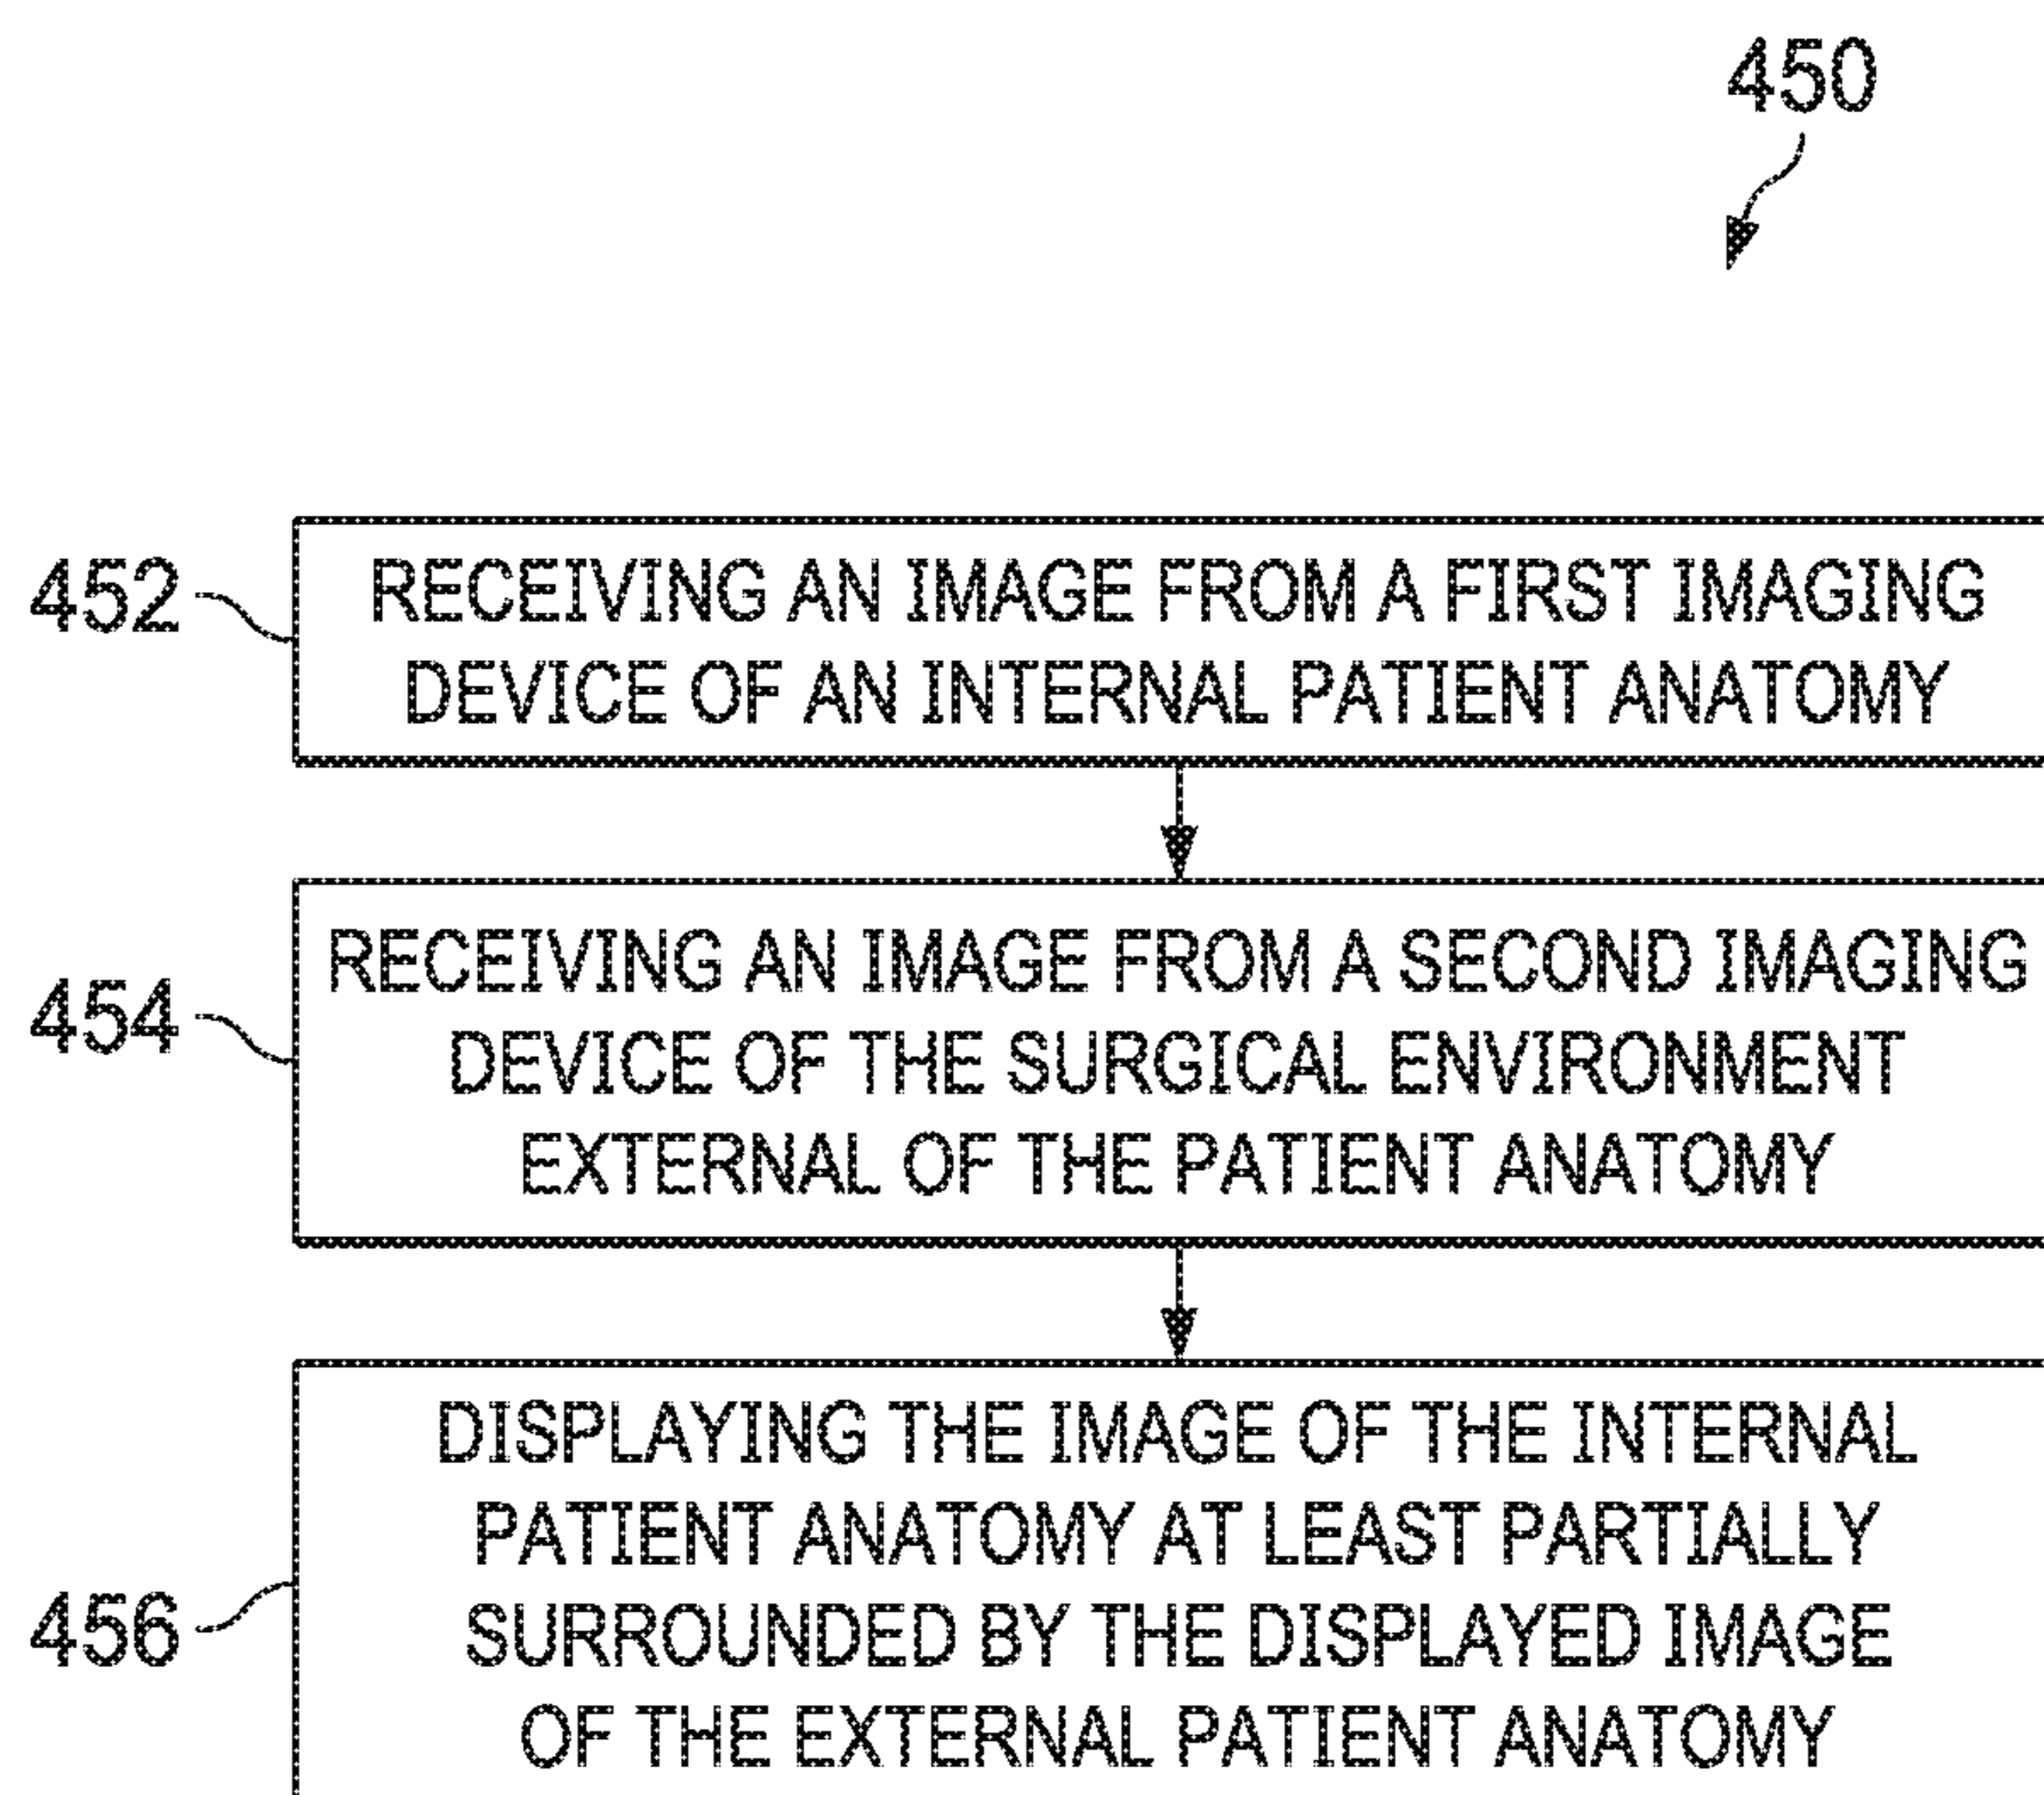 450
452
RECEIVING AN IMAGE FROM A FIRST IMAGING
DEVICE OF AN INTERNAL PATIENT ANATOMY
454
RECEIVING AN IMAGE FROM A SECOND IMAGING
DEVICE OF THE SURGICAL ENVIRONMENT
EXTERNAL OF THE PATIENT ANATOMY
456
DISPLAYING THE IMAGE OF THE INTERNAL
PATIENT ANATOMY AT LEAST PARTIALLY
SURROUNDED BY THE DISPLAYED IMAGE
OF THE EXTERNAL PATIENT ANATOMY